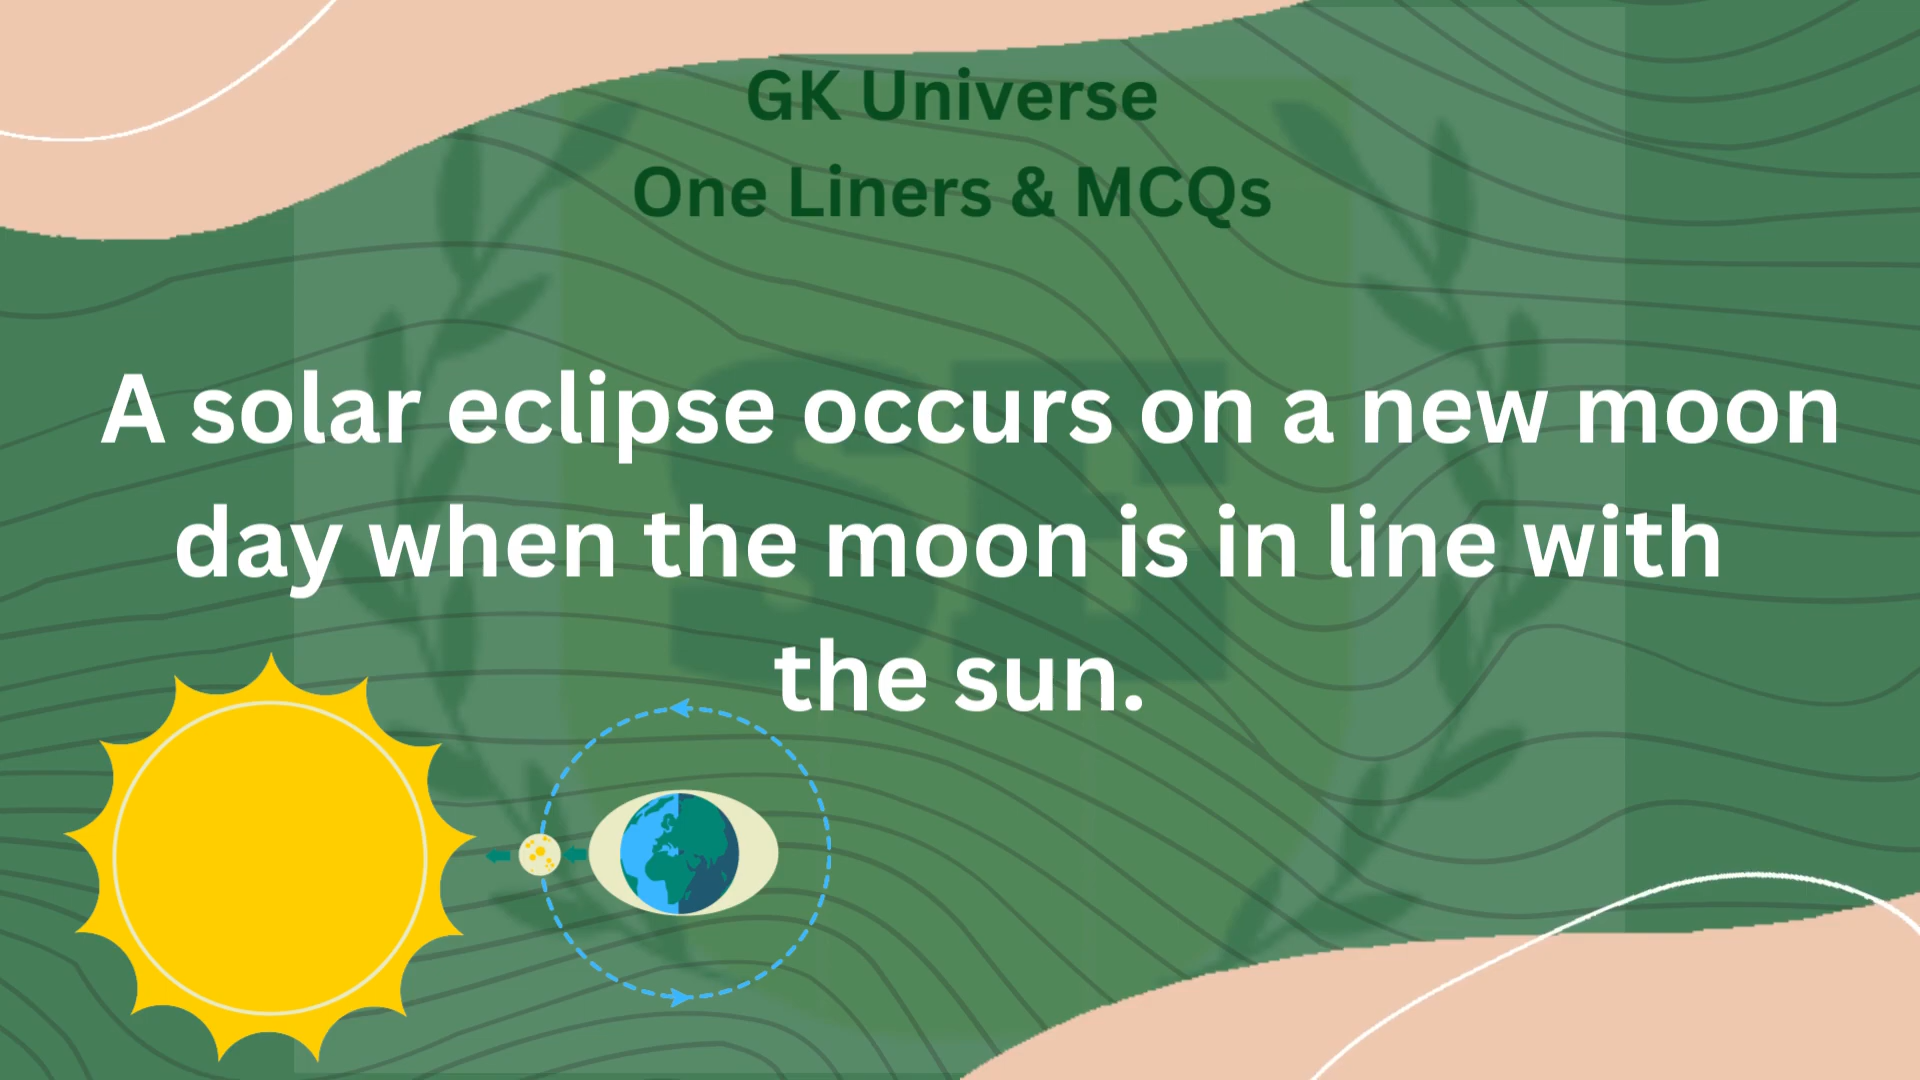 GK Universe
One Liners & MCQs
A solar eclipse occurs on a new moon
day when the moon is in line with
the sun.
SE